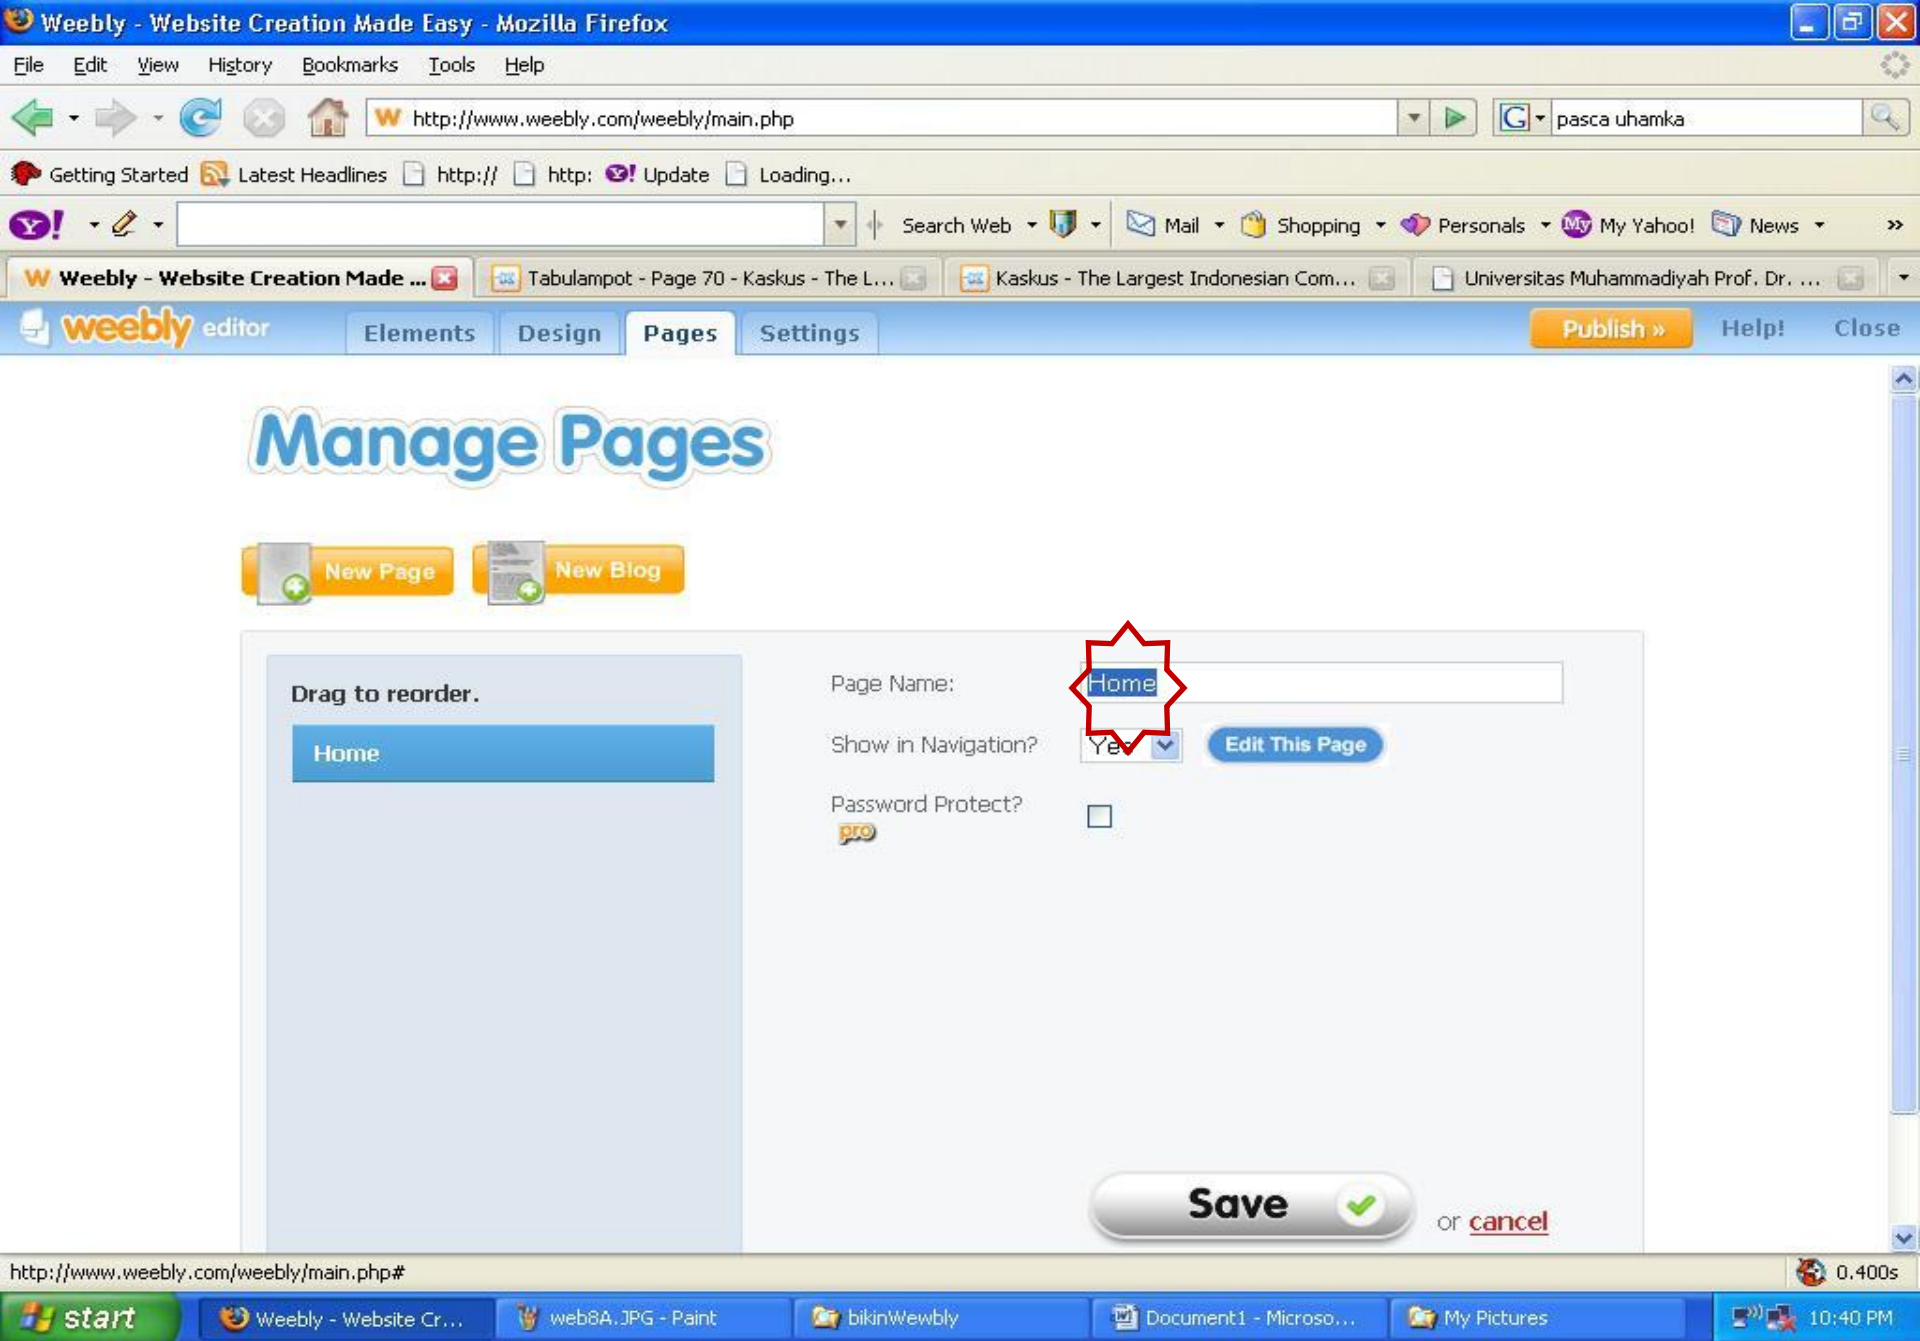 Weebly - Website Creation Made Easy - Mozilla Firefox
File Edit View History Bookmarks Tools Help
http://www.weebly.com/weebly/main.php
G
pasca uhamka
Getting Started Latest Headlines http:// http: Y! Update Loading...
Y! Search Web Mail Shopping Personals My My Yahoo! News »
W Weebly - Website Creation Made ... Tabulampot - Page 70 - Kaskus - The L... Kaskus - The Largest Indonesian Com... Universitas Muhammadiyah Prof. Dr. ...
weebly editor Elements Design Pages Settings Publish » Help! Close
Manage Pages
New Page New Blog
Drag to reorder.
Home
Page Name: Home
Show in Navigation? Yes Edit This Page
Password Protect?
pro
Save or cancel
http://www.weebly.com/weebly/main.php# 0.400s
start Weebly - Website Cr... web8A.JPG - Paint bikinWewbly Document1 - Microso... My Pictures 10:40 PM